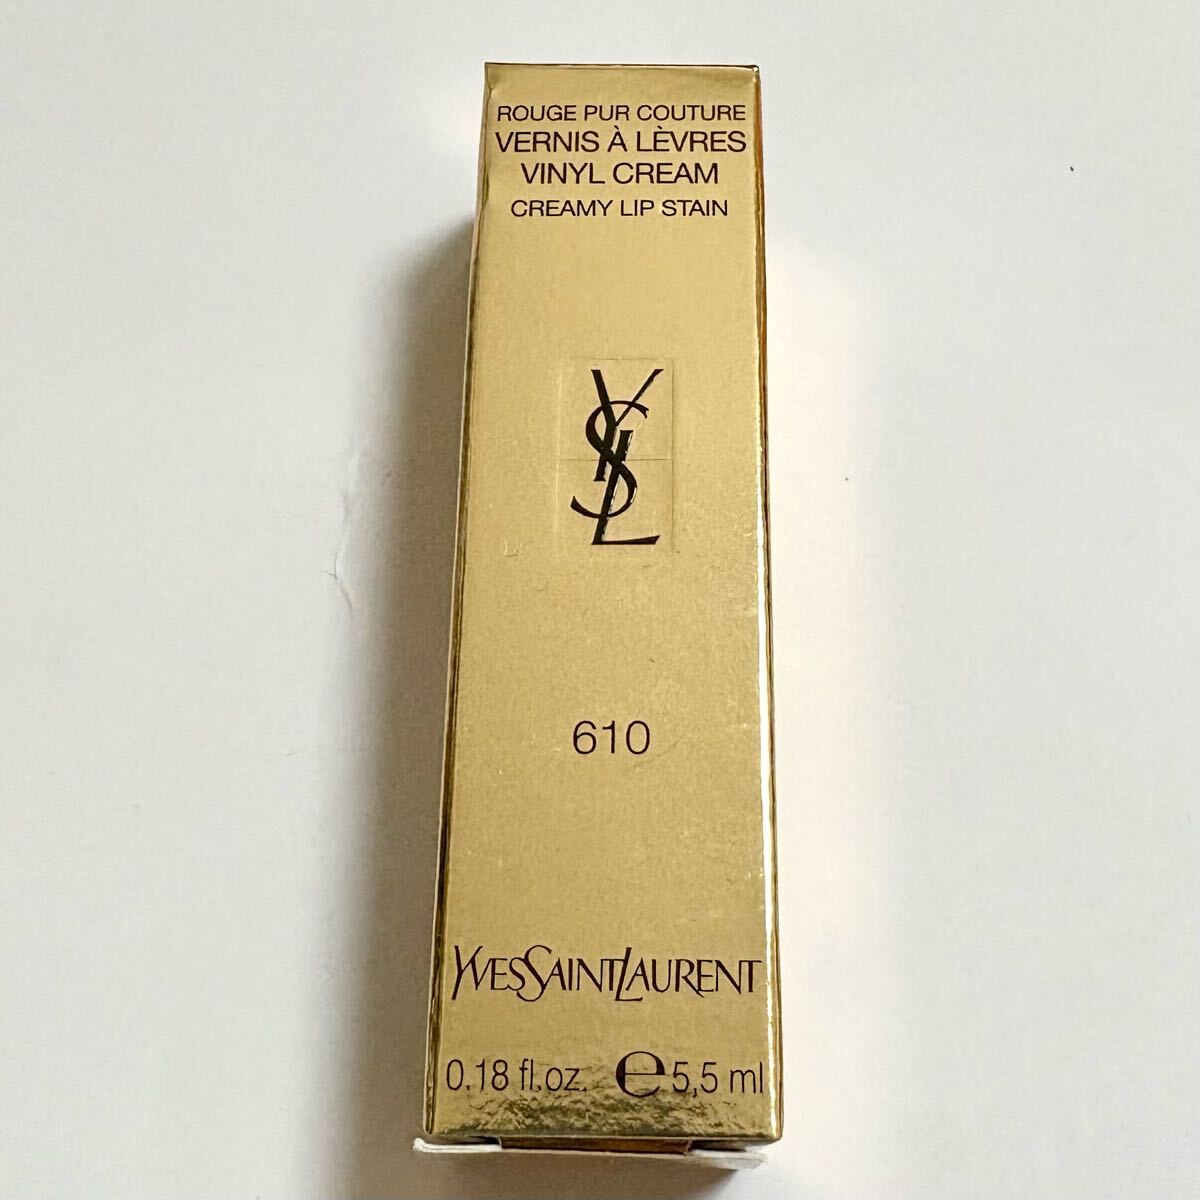 ROUGE PUR COUTURE
VERNIS À LÈVRES
VINYL CREAM
CREAMY LIP STAIN
YSL
610
YVESSAINTLAURENT
0.18 fl.oz. ℮ 5,5 ml